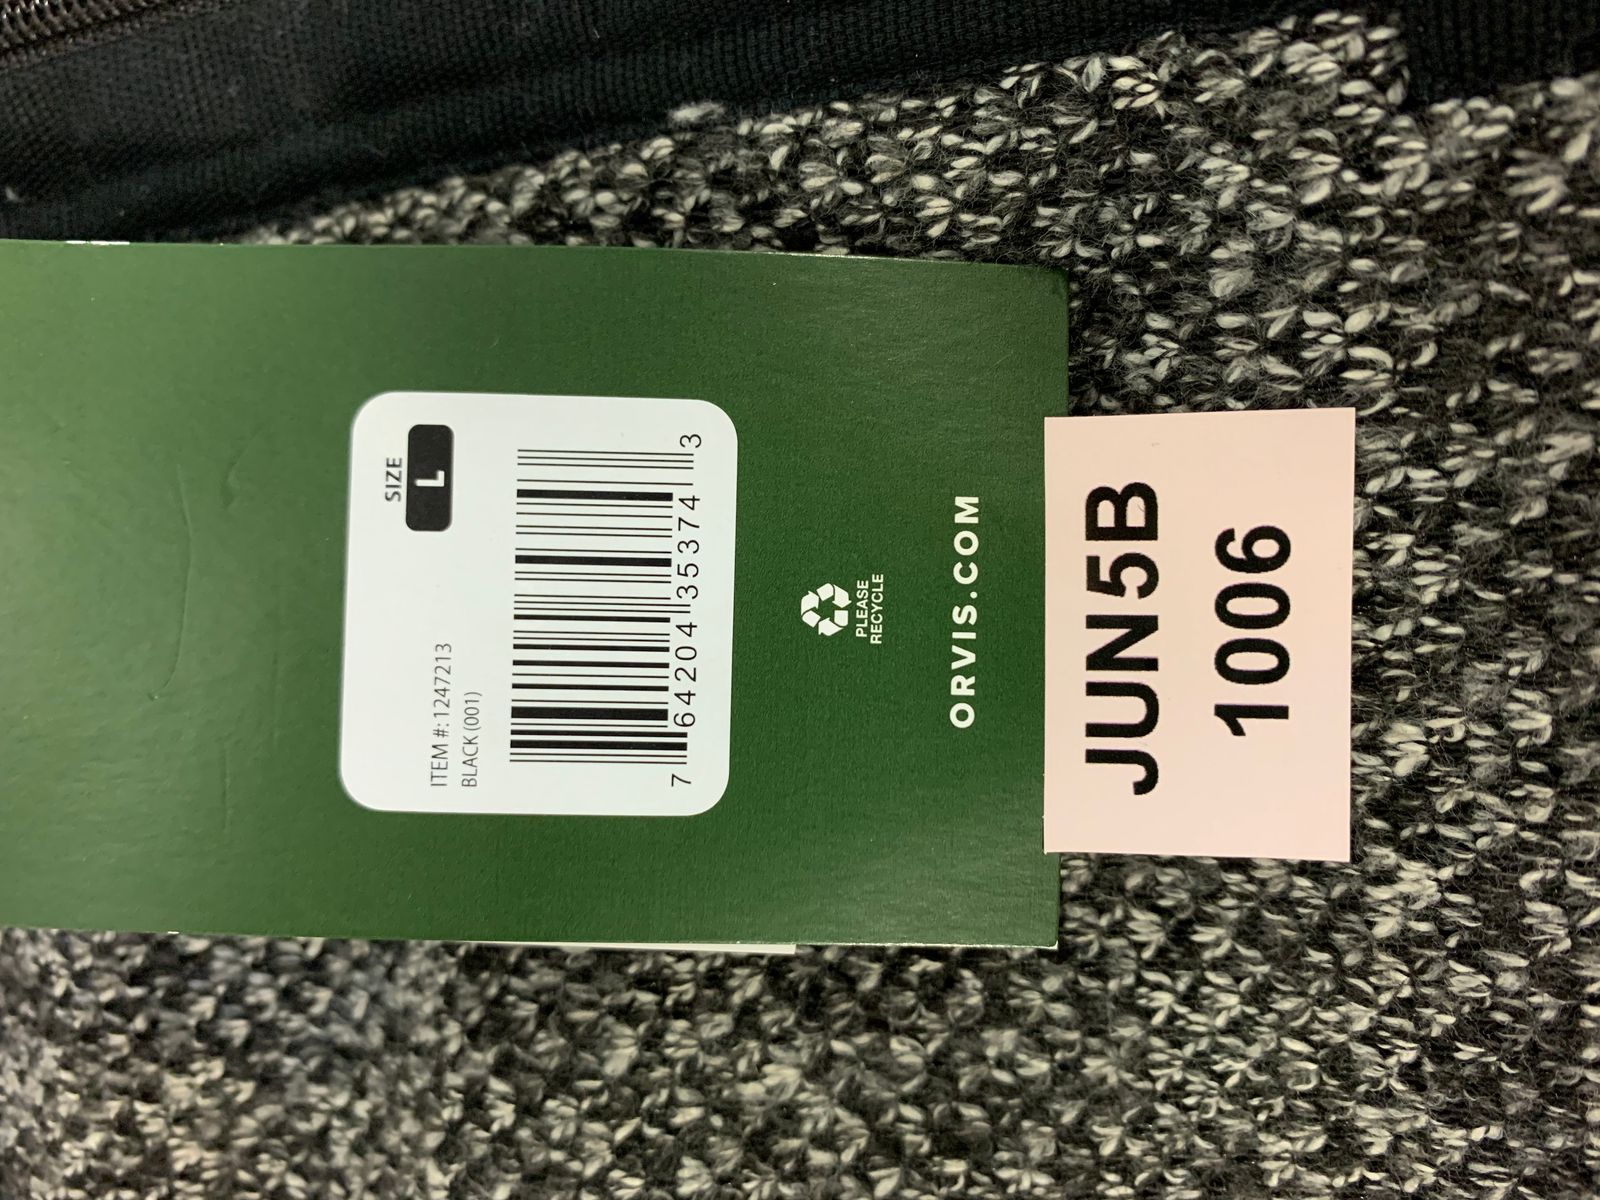 SIZE
L
ITEM #: 1247213
BLACK (001)
7 64204 35374 3
PLEASE
RECYCLE
ORVIS.COM
JUN5B
1006